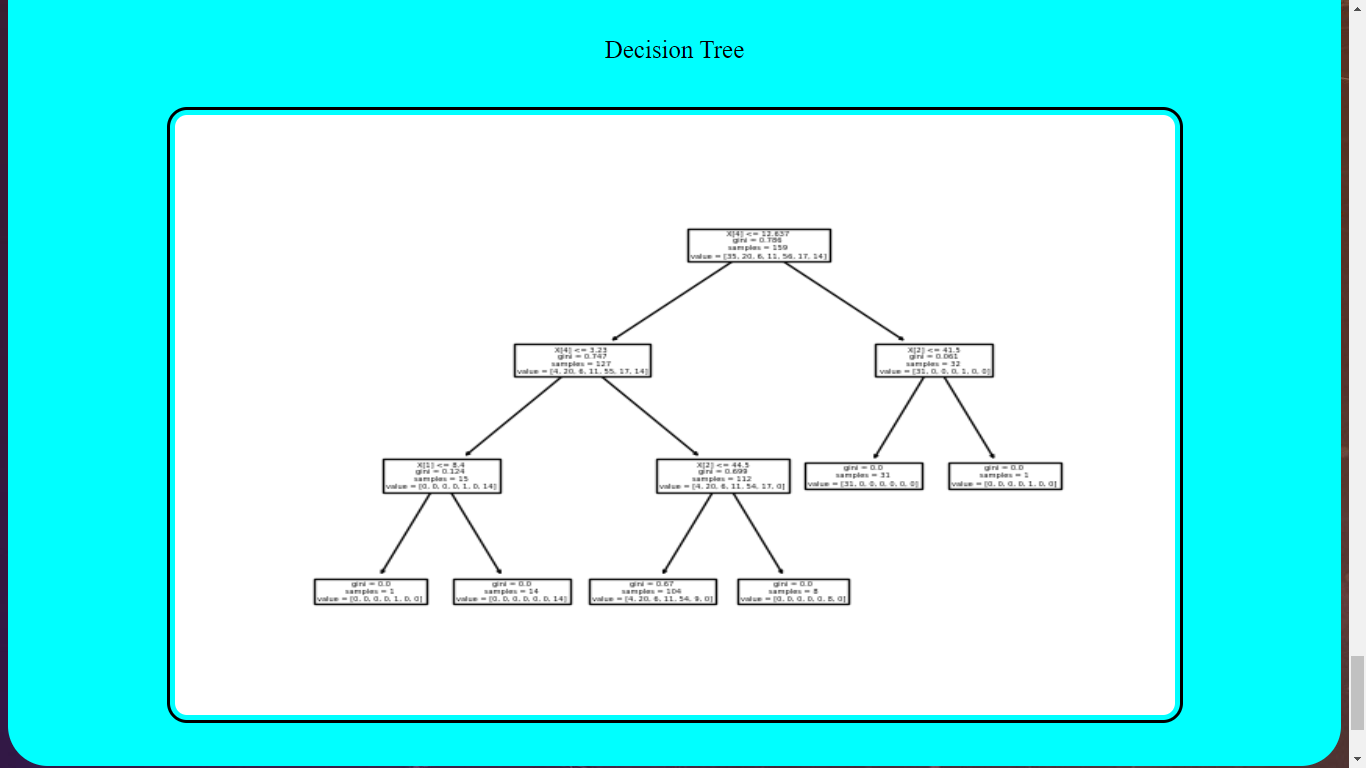 Decision Tree
X[4] <= 12.637
gini = 0.786
samples = 159
value = [35, 20, 6, 11, 56, 17, 14]
X[4] <= 3.23
gini = 0.747
samples = 127
value = [4, 20, 6, 11, 55, 17, 14]
X[2] <= 41.5
gini = 0.061
samples = 32
value = [31, 0, 0, 0, 1, 0, 0]
X[1] <= 8.4
gini = 0.124
samples = 15
value = [0, 0, 0, 0, 1, 0, 14]
X[2] <= 44.5
gini = 0.699
samples = 112
value = [4, 20, 6, 11, 54, 17, 0]
gini = 0.0
samples = 31
value = [31, 0, 0, 0, 0, 0, 0]
gini = 0.0
samples = 1
value = [0, 0, 0, 0, 1, 0, 0]
gini = 0.0
samples = 1
value = [0, 0, 0, 0, 1, 0, 0]
gini = 0.0
samples = 14
value = [0, 0, 0, 0, 0, 0, 14]
gini = 0.67
samples = 104
value = [4, 20, 6, 11, 54, 9, 0]
gini = 0.0
samples = 8
value = [0, 0, 0, 0, 0, 8, 0]